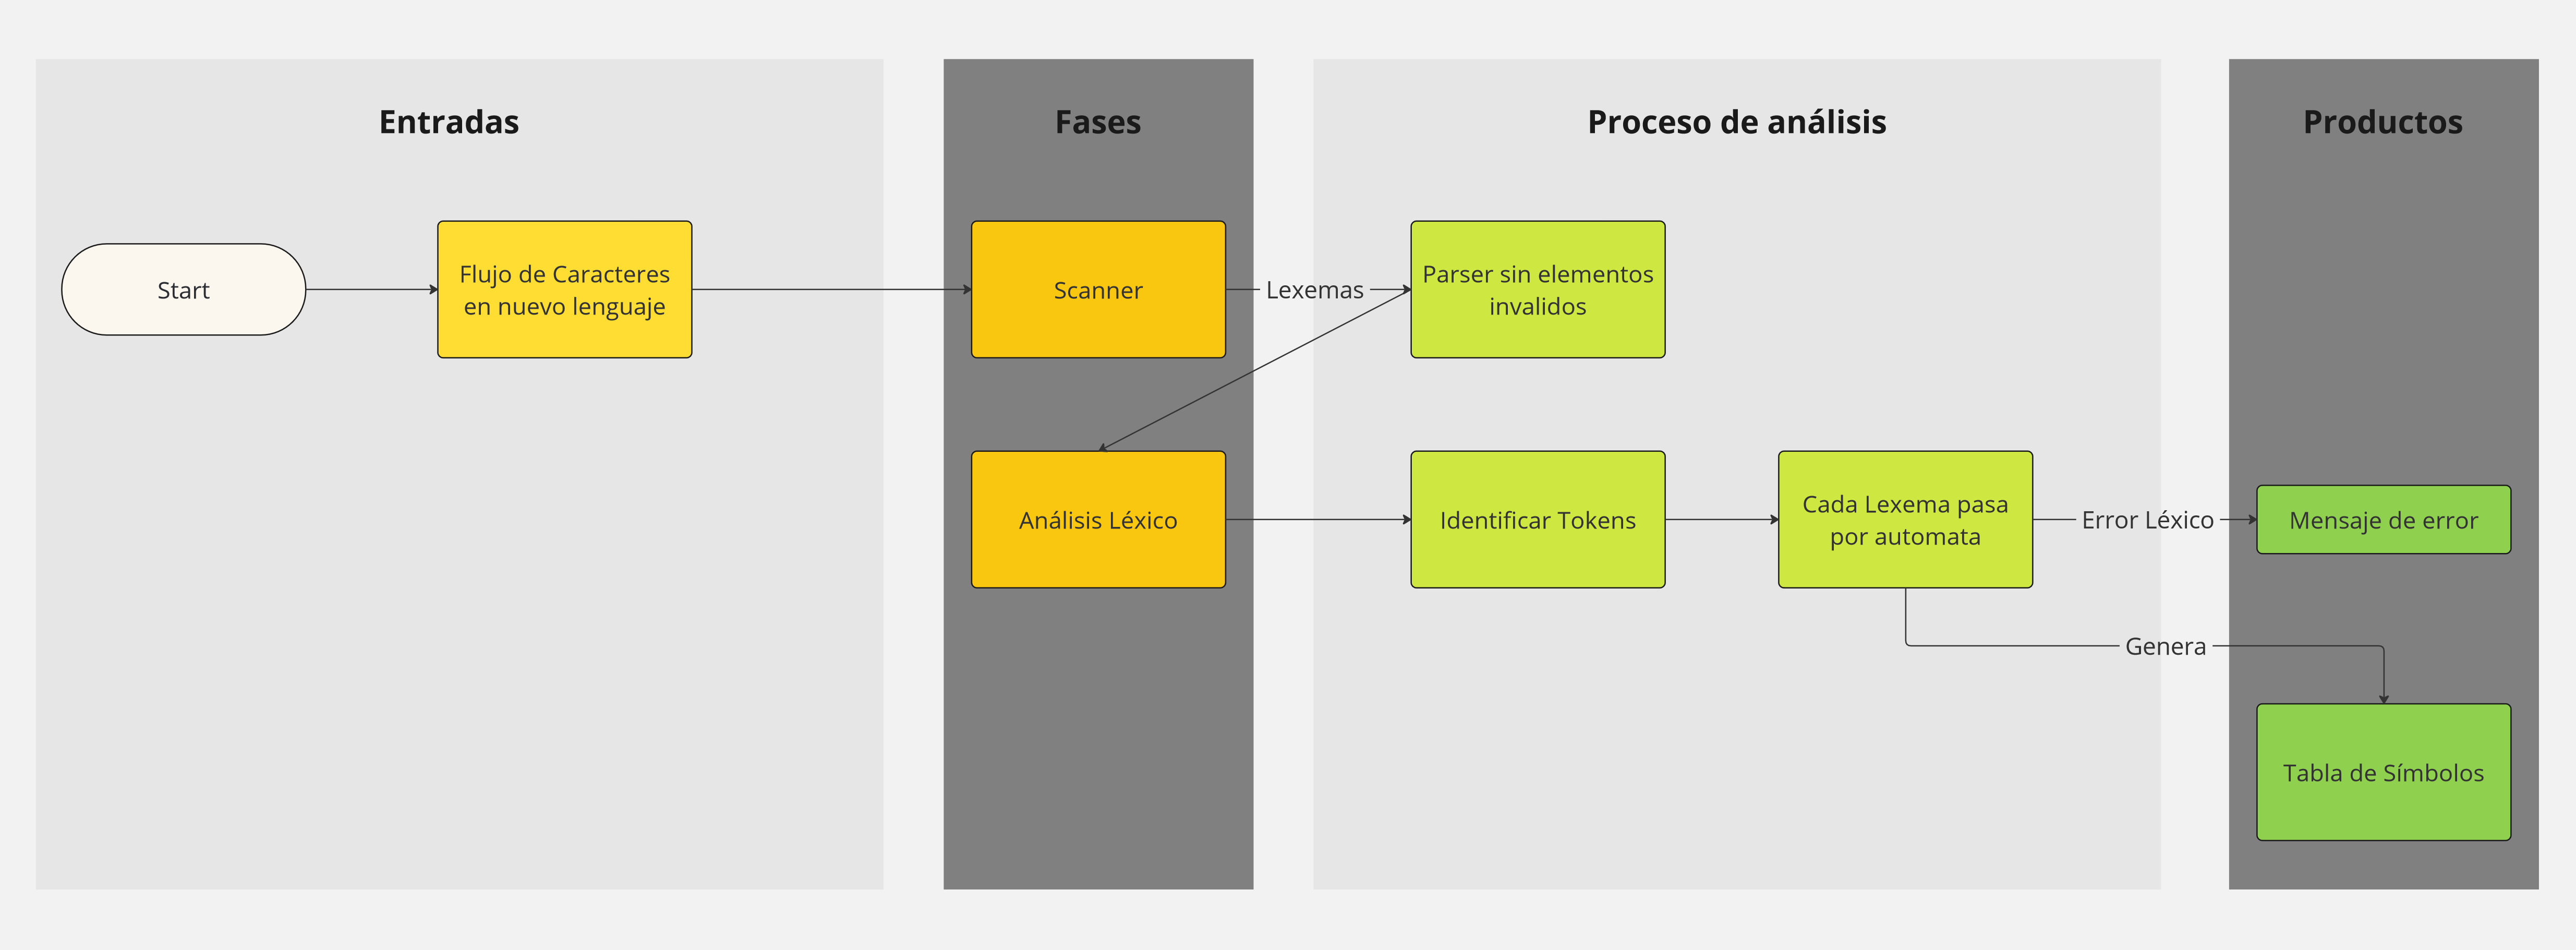 Entradas
Fases
Proceso de análisis
Productos
Start
Flujo de Caracteres
en nuevo lenguaje
Scanner
Lexemas
Parser sin elementos
invalidos
Análisis Léxico
Identificar Tokens
Cada Lexema pasa
por automata
Error Léxico
Mensaje de error
Genera
Tabla de Símbolos